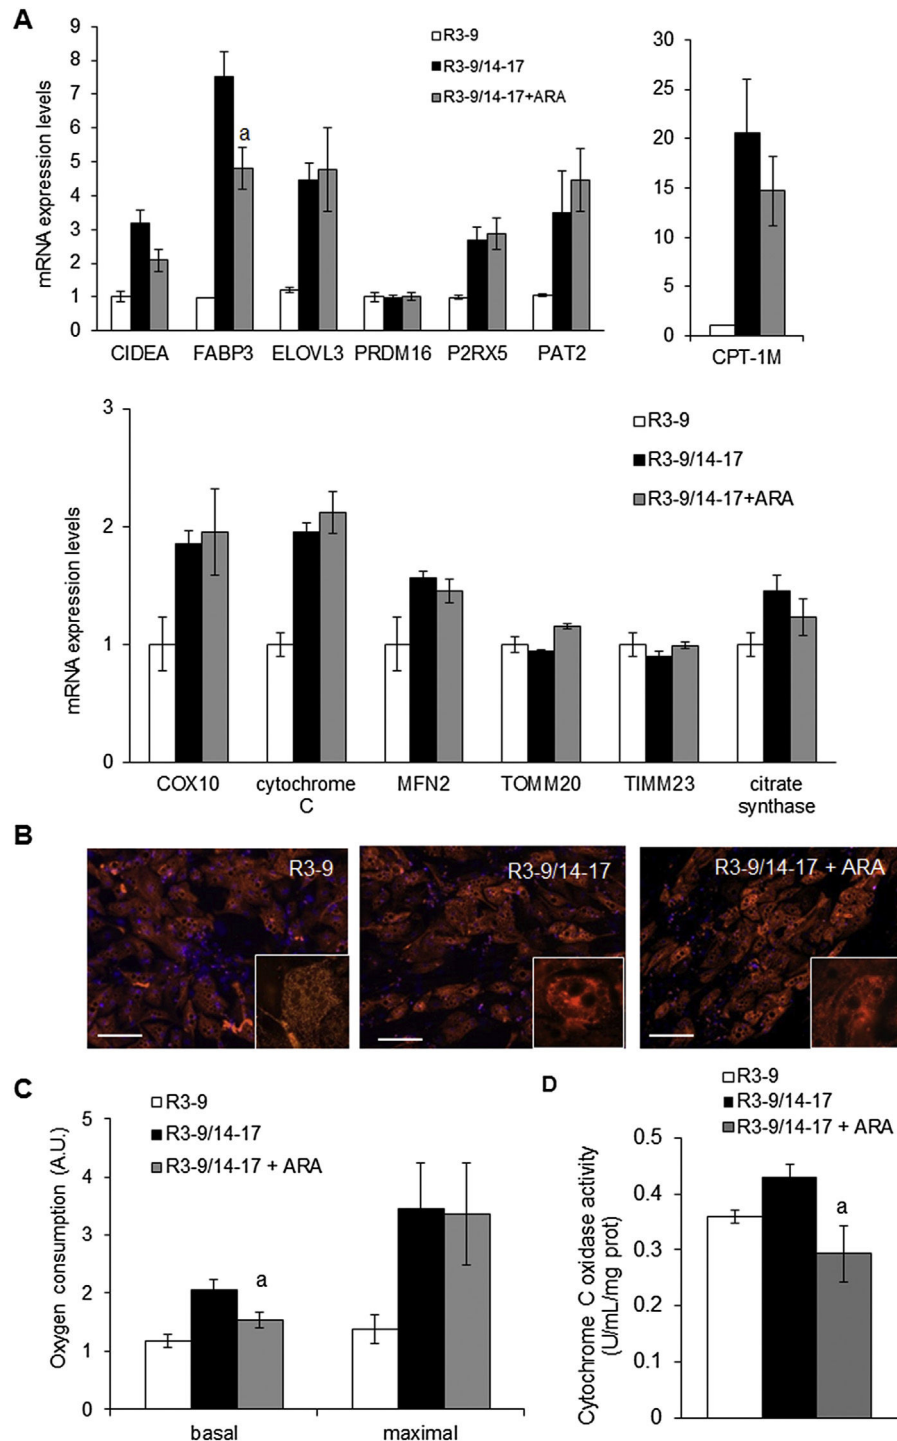 A
mRNA expression levels
9
8
7
6
5
4
3
2
1
0
R3-9
R3-9/14-17
R3-9/14-17+ARA
a
CIDEA FABP3 ELOVL3 PRDM16 P2RX5 PAT2
30
25
20
15
10
5
0
CPT-1M
mRNA expression levels
3
2
1
0
R3-9
R3-9/14-17
R3-9/14-17+ARA
COX10 cytochrome C MFN2 TOMM20 TIMM23 citrate synthase
B
R3-9
R3-9/14-17
R3-9/14-17 + ARA
C
Oxygen consumption (A.U.)
5
4
3
2
1
0
R3-9
R3-9/14-17
R3-9/14-17 + ARA
a
basal maximal
D
R3-9
R3-9/14-17
R3-9/14-17 + ARA
Cytochrome C oxidase activity
(U/mL/mg prot)
0.5
0.4
0.3
0.2
0.1
0
a